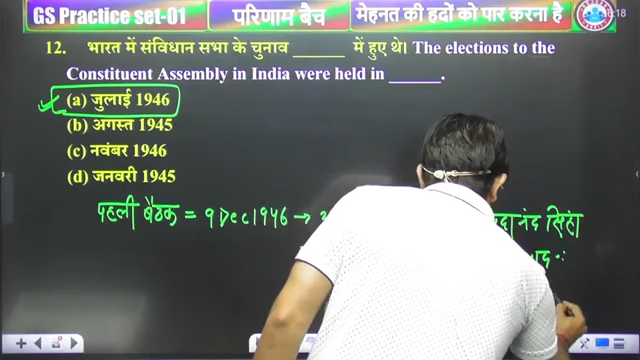 GS Practice set-01 परिणाम बैच मेहनत की हदों को पार करना है
12. भारत में संविधान सभा के चुनाव ______ में हुए थे। The elections to the
Constituent Assembly in India were held in ______.
(a) जुलाई 1946
(b) अगस्त 1945
(c) नवंबर 1946
(d) जनवरी 1945
पहली बैठक = 9 Dec 1946 →